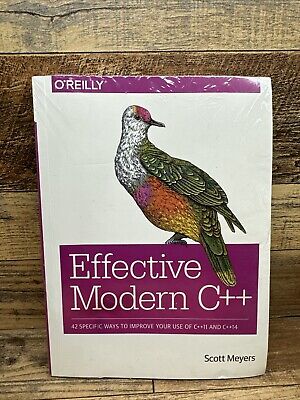 O'REILLY
Effective
Modern C++
42 SPECIFIC WAYS TO IMPROVE YOUR USE OF C++11 AND C++14
Scott Meyers